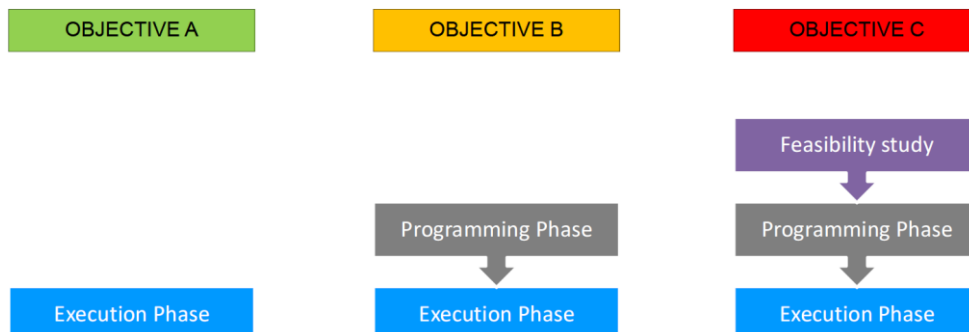 OBJECTIVE A
OBJECTIVE B
OBJECTIVE C
Feasibility study
Programming Phase
Programming Phase
Execution Phase
Execution Phase
Execution Phase